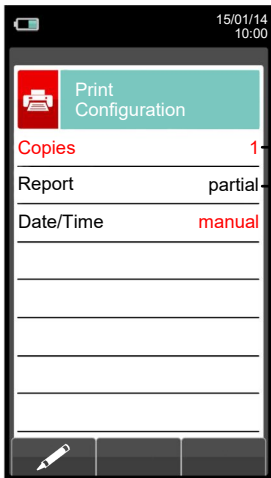 15/01/14
10:00
Print
Configuration
Copies 1
Report partial
Date/Time manual